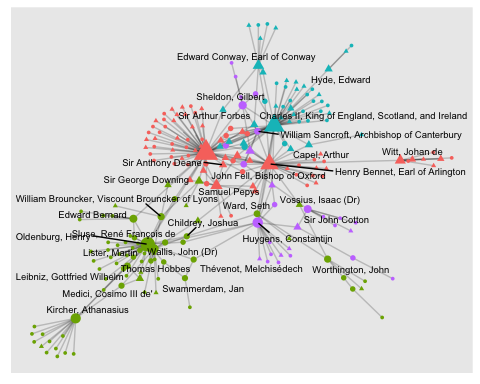 Edward Conway, Earl of Conway
Hyde, Edward
Sheldon, Gilbert
Sir Arthur Forbes
Charles II, King of England, Scotland, and Ireland
William Sancroft, Archbishop of Canterbury
Capel, Arthur
Witt, Johan de
Sir Anthony Deane
Henry Bennet, Earl of Arlington
John Fell, Bishop of Oxford
Sir George Downing
Samuel Pepys
William Brouncker, Viscount Brouncker of Lyons
Vossius, Isaac (Dr)
Ward, Seth
Edward Bernard
Sir John Cotton
Childrey, Joshua
Sluse, René François de
Oldenburg, Henry
Huygens, Constantijn
Lister, Martin
Wallis, John (Dr)
Thomas Hobbes
Thévenot, Melchisédech
Worthington, John
Leibniz, Gottfried Wilhelm
Swammerdam, Jan
Medici, Cosimo III de'
Kircher, Athanasius